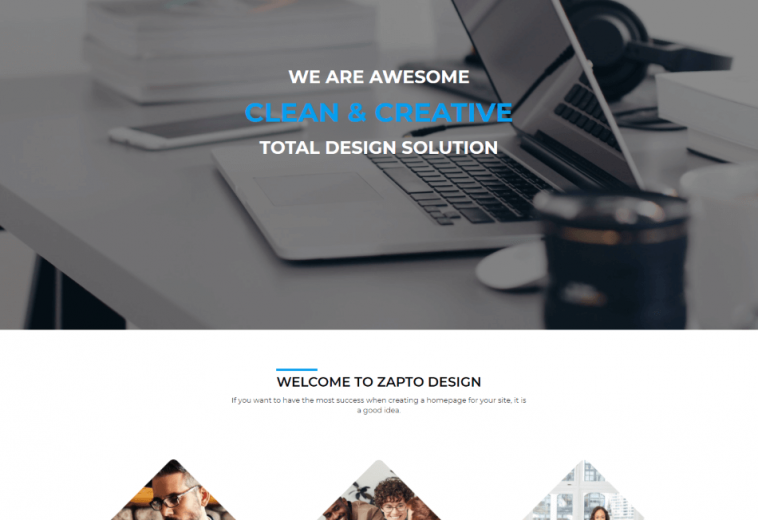 WE ARE AWESOME
CLEAN & CREATIVE
TOTAL DESIGN SOLUTION
WELCOME TO ZAPTO DESIGN
If you want to have the most success when creating a homepage for your site, it is
a good idea.